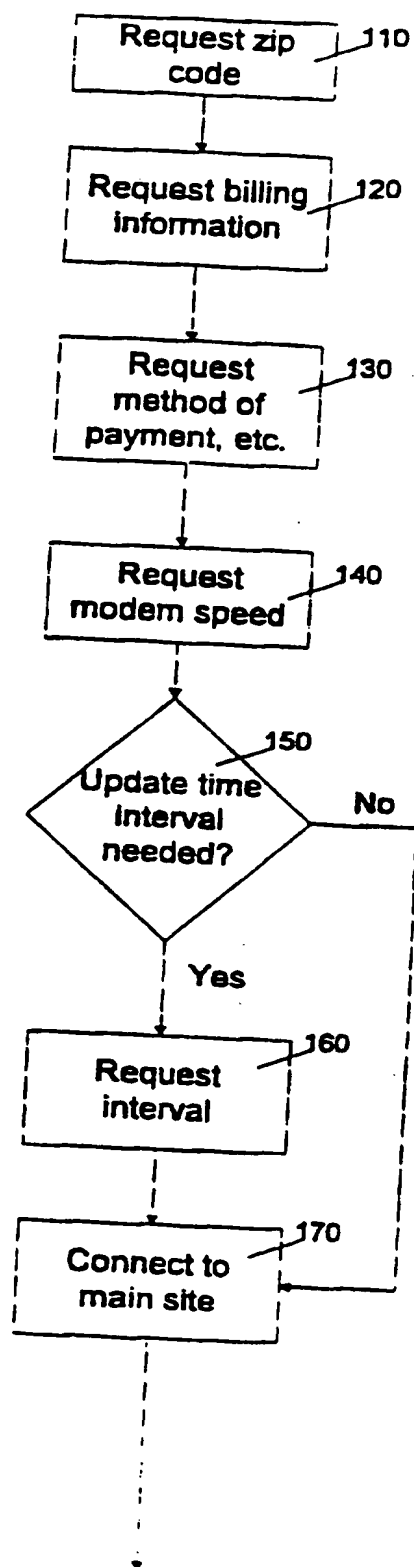 Request zip
code
110
Request billing
information
120
Request
method of
payment, etc.
130
Request
modem speed
140
Update time
interval
needed?
150
No
Yes
Request
interval
160
Connect to
main site
170